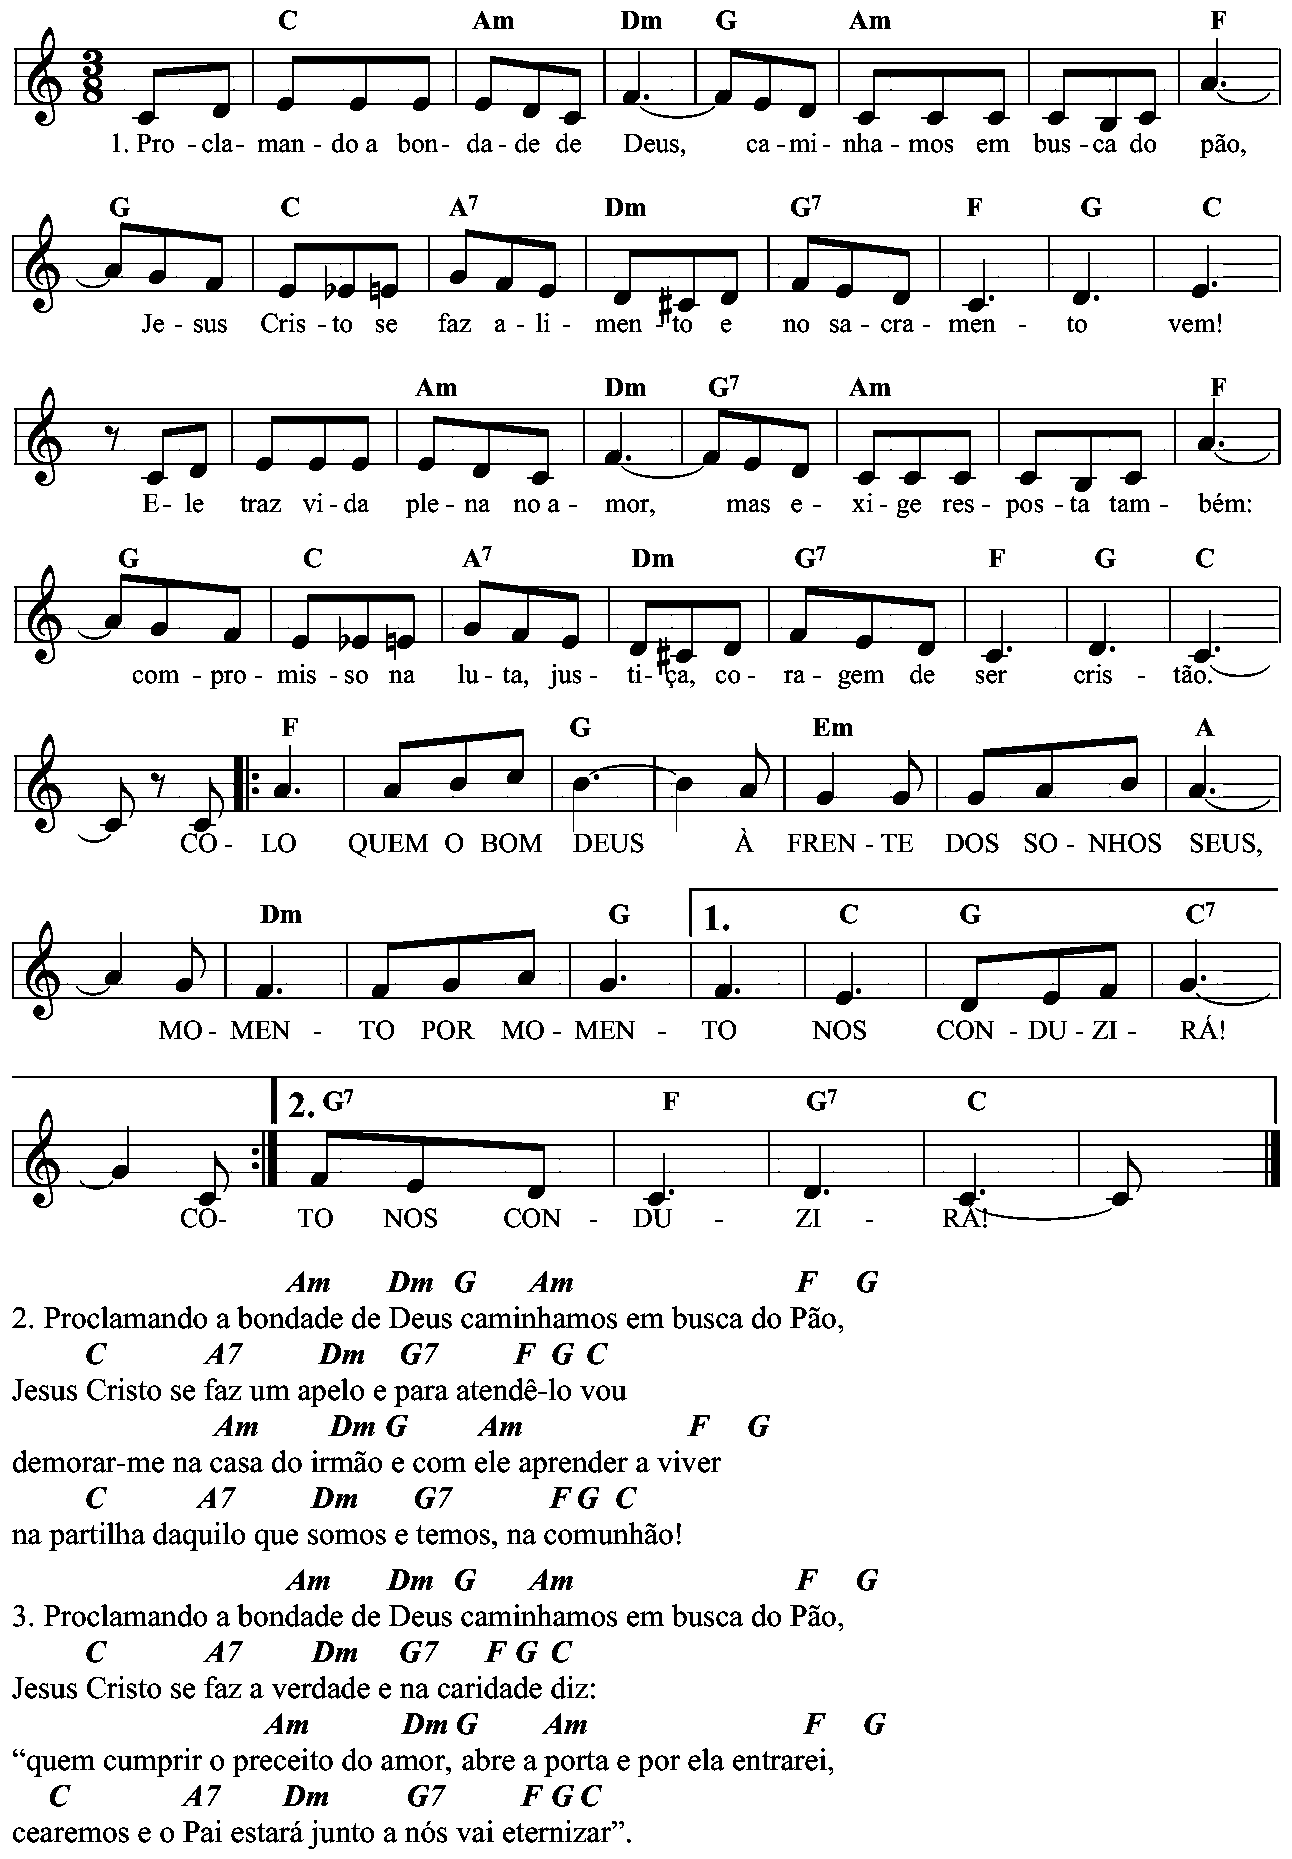 C Am Dm G Am F
3
8
1. Pro - cla - man - do a bon - da - de de Deus, ca - mi - nha - mos em bus - ca do pão,
G C A7 Dm G7 F G C
Je - sus Cris - to se faz a - li - men - to e no sa - cra - men - to vem!
Am Dm G7 Am F
E - le traz vi - da ple - na no a - mor, mas e - xi - ge res - pos - ta tam - bém:
G C A7 Dm G7 F G C
com - pro - mis - so na lu - ta, jus - ti - ça, co - ra - gem de ser cris - tão.
F G Em A
CO - LO QUEM O BOM DEUS À FREN - TE DOS SO - NHOS SEUS,
Dm G 1. C G C7
MO - MEN - TO POR MO - MEN - TO NOS CON - DU - ZI - RÁ!
2. G7 F G7 C
CO- TO NOS CON - DU - ZI - RÁ!
Am Dm G Am F G
2. Proclamando a bondade de Deus caminhamos em busca do Pão,
C A7 Dm G7 F G C
Jesus Cristo se faz um apelo e para atendê-lo vou
Am Dm G Am F G
demorar-me na casa do irmão e com ele aprender a viver
C A7 Dm G7 F G C
na partilha daquilo que somos e temos, na comunhão!
Am Dm G Am F G
3. Proclamando a bondade de Deus caminhamos em busca do Pão,
C A7 Dm G7 F G C
Jesus Cristo se faz a verdade e na caridade diz:
Am Dm G Am F G
“quem cumprir o preceito do amor, abre a porta e por ela entrarei,
C A7 Dm G7 F G C
cearemos e o Pai estará junto a nós vai eternizar”.